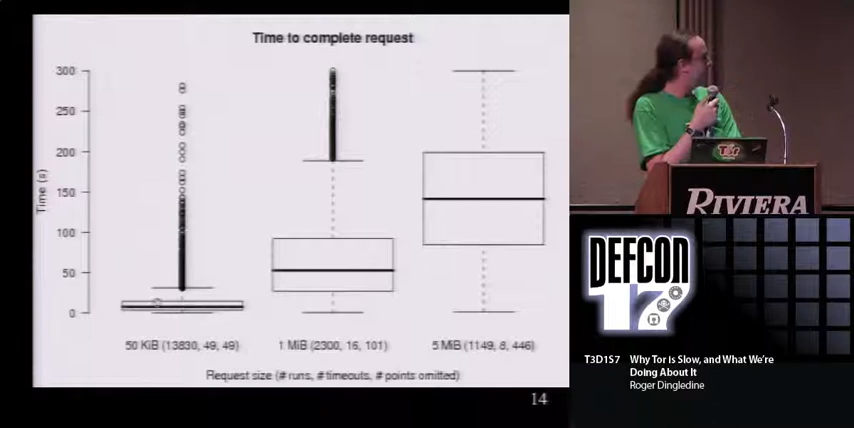 Time to complete request
Time (s)
300
250
200
150
100
50
0
50 KiB (13830, 49, 49)
1 MiB (2300, 16, 101)
5 MiB (1149, 8, 446)
Request size (# runs, # timeouts, # points omitted)
14
Tor
RIVIERA
DEFCON
17
T3D1S7 Why Tor is Slow, and What We're
Doing About It
Roger Dingledine